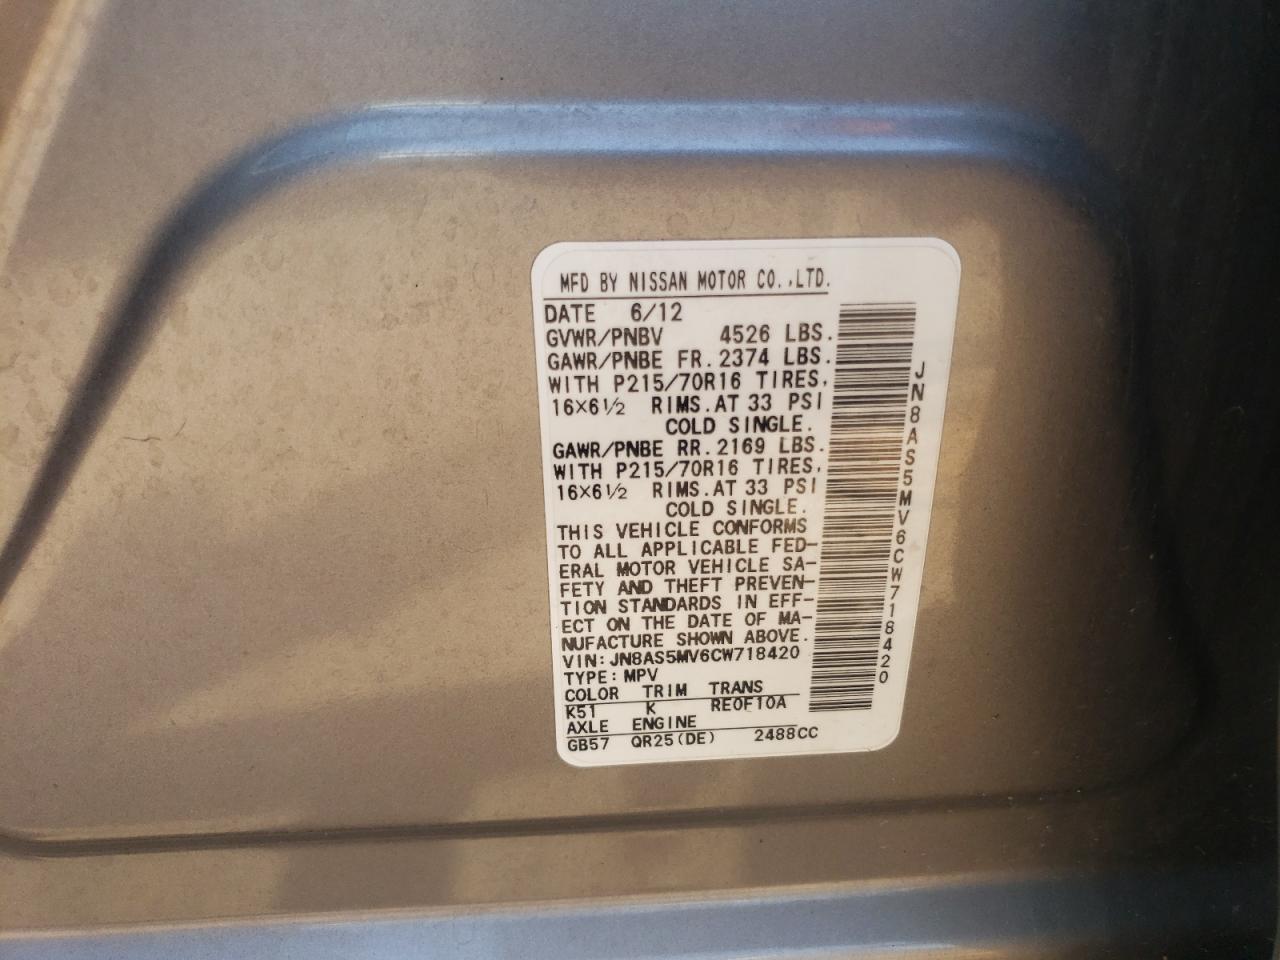 MFD BY NISSAN MOTOR CO.,LTD.
DATE 6/12
GVWR/PNBV 4526 LBS.
GAWR/PNBE FR. 2374 LBS.
WITH P215/70R16 TIRES,
16×6½ RIMS. AT 33 PSI
COLD SINGLE.
GAWR/PNBE RR. 2169 LBS.
WITH P215/70R16 TIRES,
16×6½ RIMS. AT 33 PSI
COLD SINGLE.
THIS VEHICLE CONFORMS
TO ALL APPLICABLE FED-
ERAL MOTOR VEHICLE SA-
FETY AND THEFT PREVEN-
TION STANDARDS IN EFF-
ECT ON THE DATE OF MA-
NUFACTURE SHOWN ABOVE.
VIN: JN8AS5MV6CW718420
TYPE: MPV
COLOR TRIM TRANS
K51 K RE0F10A
AXLE ENGINE
GB57 QR25(DE) 2488CC
JN8AS5MV6CW718420